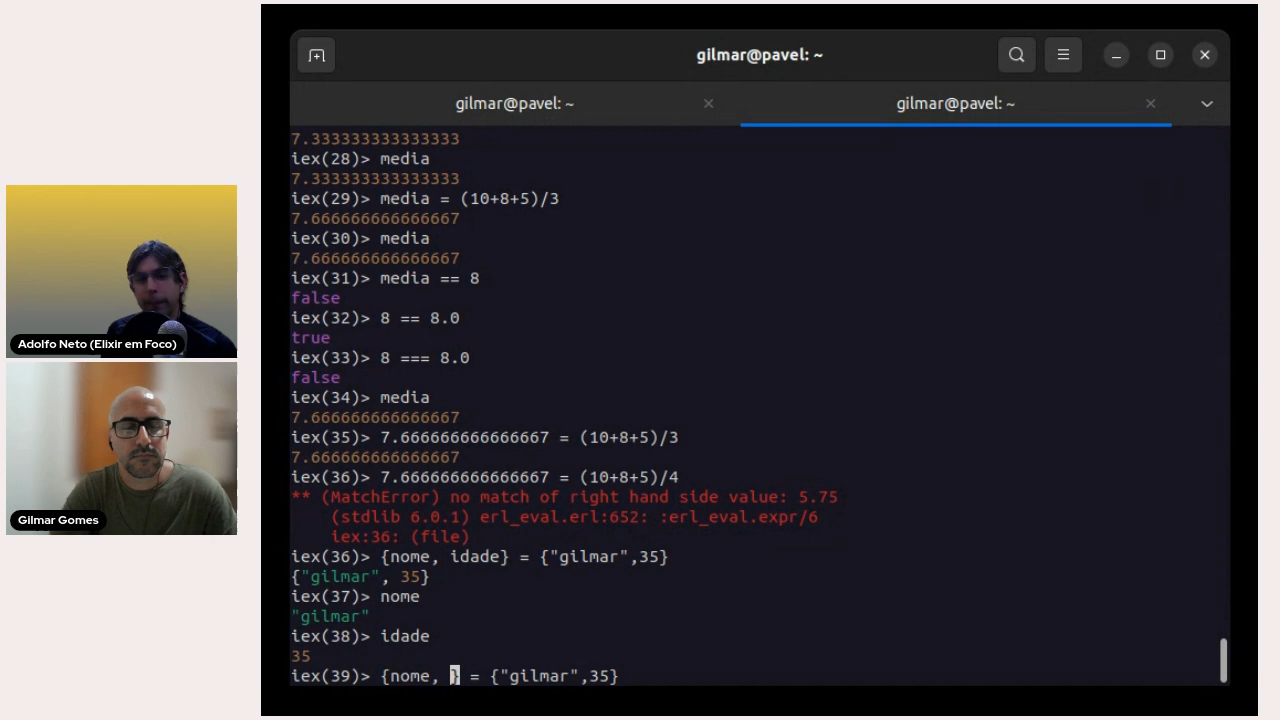 gilmar@pavel: ~
gilmar@pavel: ~
gilmar@pavel: ~
7.333333333333333
iex(28)> media
7.333333333333333
iex(29)> media = (10+8+5)/3
7.666666666666667
iex(30)> media
7.666666666666667
iex(31)> media == 8
false
iex(32)> 8 == 8.0
true
iex(33)> 8 === 8.0
false
iex(34)> media
7.666666666666667
iex(35)> 7.666666666666667 = (10+8+5)/3
7.666666666666667
iex(36)> 7.666666666666667 = (10+8+5)/4
** (MatchError) no match of right hand side value: 5.75
    (stdlib 6.0.1) erl_eval.erl:652: :erl_eval.expr/6
    iex:36: (file)
iex(36)> {nome, idade} = {"gilmar",35}
{"gilmar", 35}
iex(37)> nome
"gilmar"
iex(38)> idade
35
iex(39)> {nome, } = {"gilmar",35}
Adolfo Neto (Elixir em Foco)
Gilmar Gomes